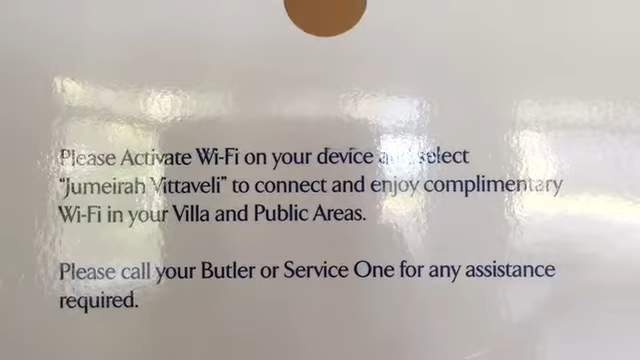 Please Activate Wi-Fi on your device and select
"Jumeirah Vittaveli" to connect and enjoy complimentary
Wi-Fi in your Villa and Public Areas.
Please call your Butler or Service One for any assistance
required.